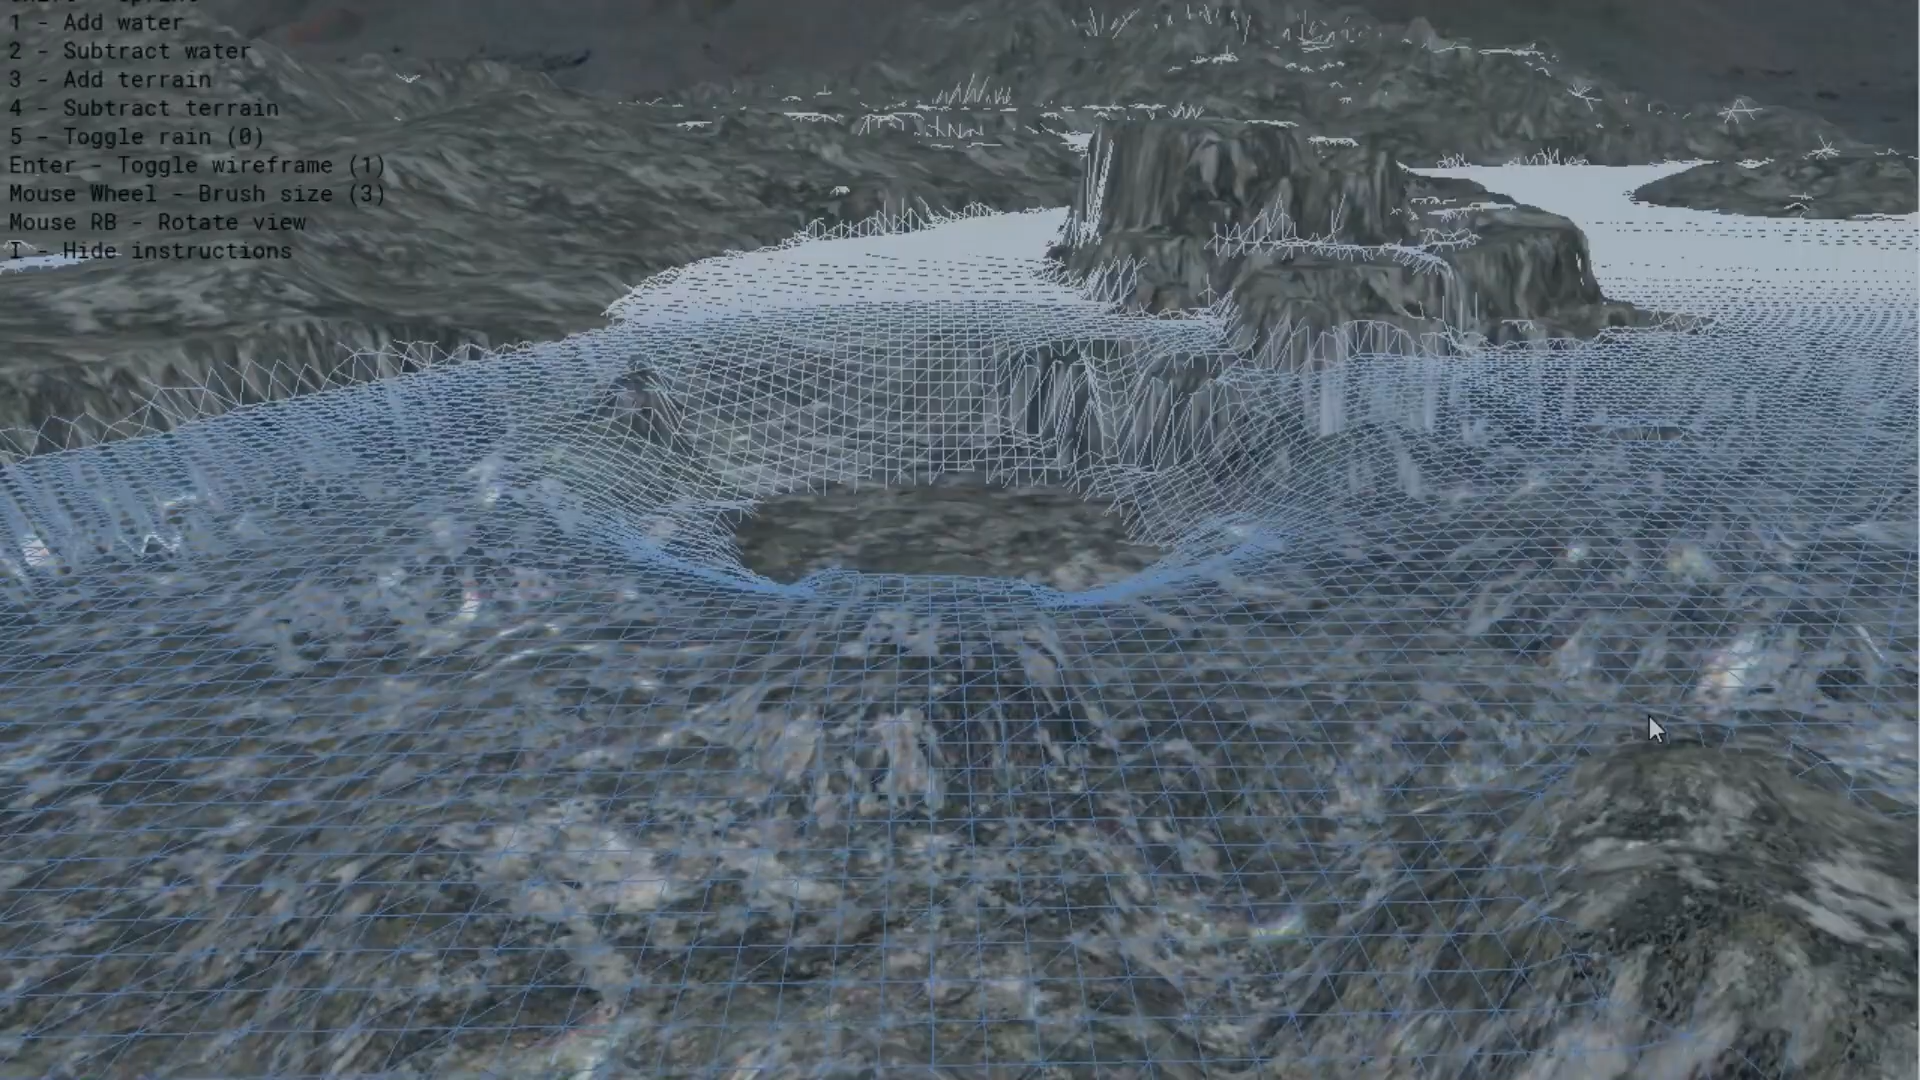 1 - Add water
2 - Subtract water
3 - Add terrain
4 - Subtract terrain
5 - Toggle rain (0)
Enter - Toggle wireframe (1)
Mouse Wheel - Brush size (3)
Mouse RB - Rotate view
I - Hide instructions